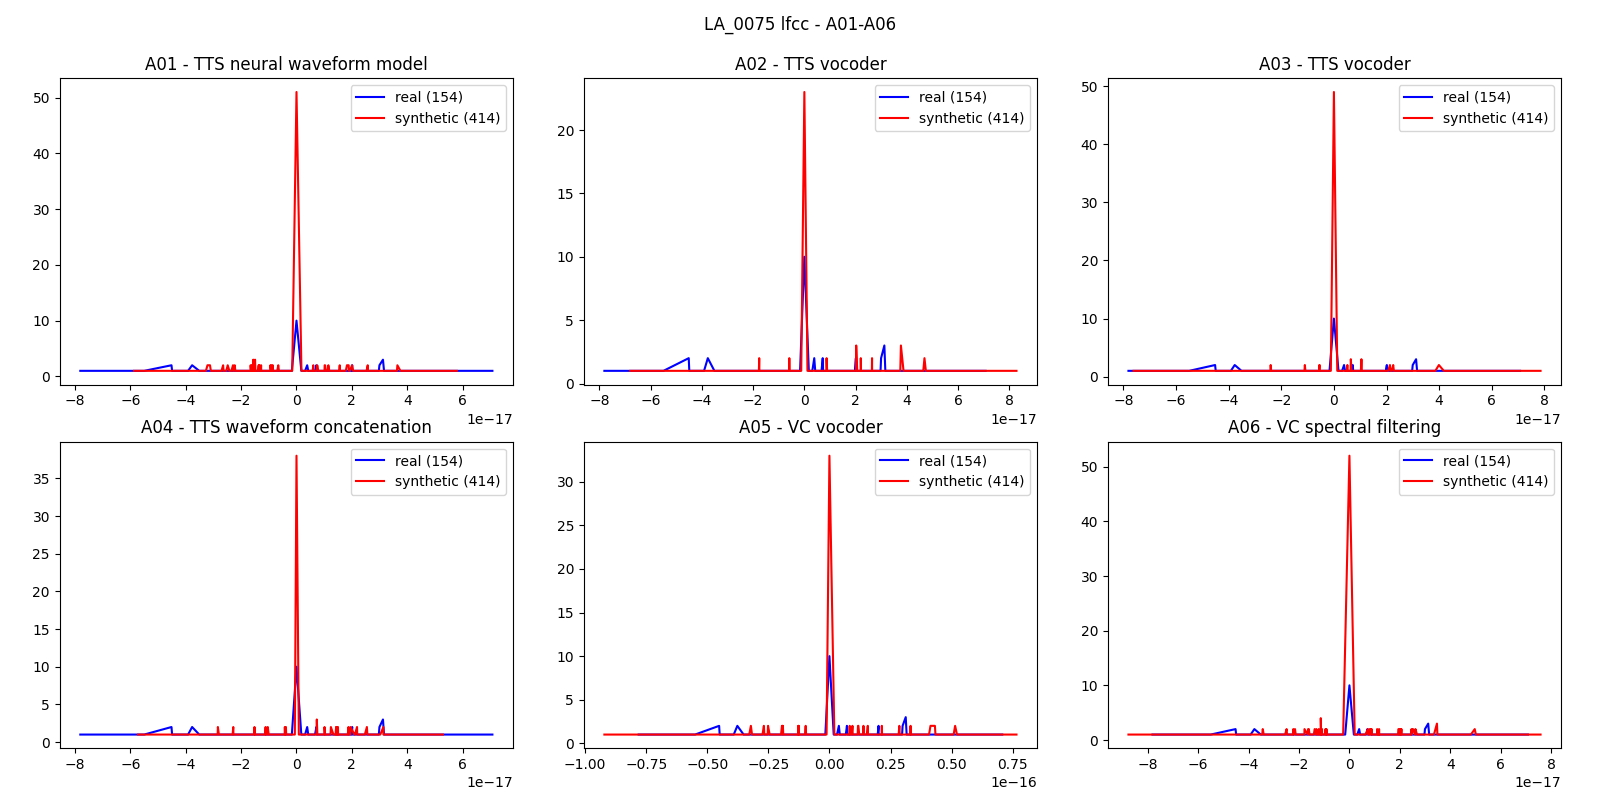 LA_0075 lfcc - A01-A06
A01 - TTS neural waveform model
50
40
30
20
10
0
−8 −6 −4 −2 0 2 4 6
1e−17
real (154)
synthetic (414)
A02 - TTS vocoder
20
15
10
5
0
−8 −6 −4 −2 0 2 4 6 8
1e−17
real (154)
synthetic (414)
A03 - TTS vocoder
50
40
30
20
10
0
−8 −6 −4 −2 0 2 4 6 8
1e−17
real (154)
synthetic (414)
A04 - TTS waveform concatenation
35
30
25
20
15
10
5
0
−8 −6 −4 −2 0 2 4 6
1e−17
real (154)
synthetic (414)
A05 - VC vocoder
30
25
20
15
10
5
0
−1.00 −0.75 −0.50 −0.25 0.00 0.25 0.50 0.75
1e−16
real (154)
synthetic (414)
A06 - VC spectral filtering
50
40
30
20
10
0
−8 −6 −4 −2 0 2 4 6 8
1e−17
real (154)
synthetic (414)